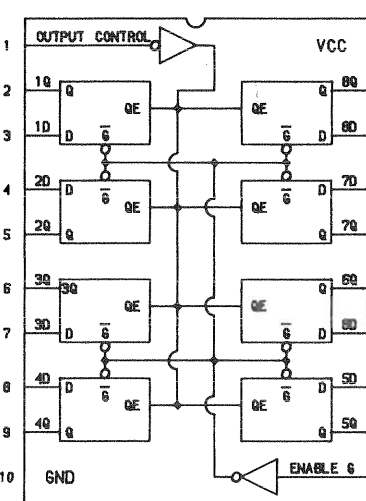 1 OUTPUT CONTROL VCC
2 1Q Q QE QE Q 8Q
3 1D D G G D 8D
4 2D D G G D 7D
5 2Q Q QE QE Q 7Q
6 3Q 3Q QE QE Q 6Q
7 3D D G G D 6D
8 4D D G G D 5D
9 4Q Q QE QE Q 5Q
10 GND ENABLE G